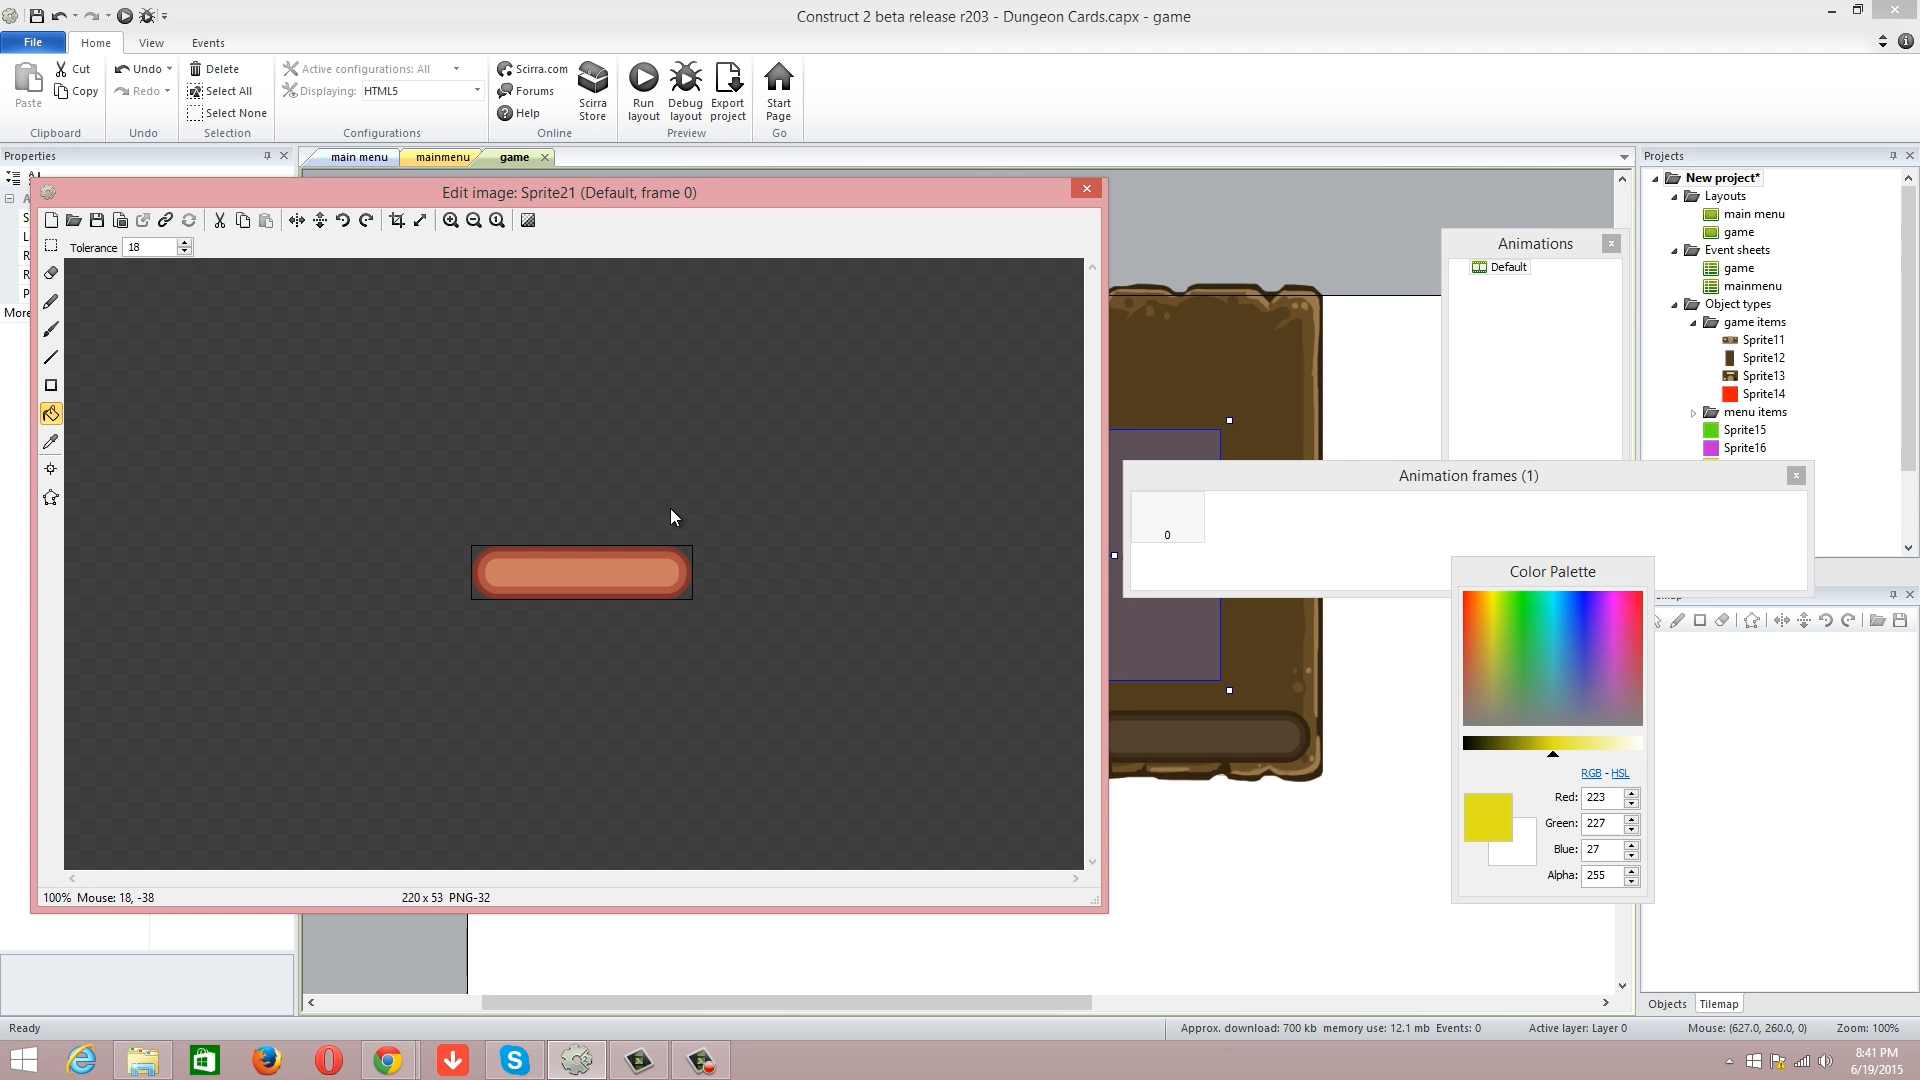 Construct 2 beta release r203 - Dungeon Cards.capx - game
File Home View Events
Paste Cut Copy Undo Redo Delete Select All Select None
Active configurations: All
Displaying: HTML5
Scirra.com Forums Help
Scirra Store
Run layout
Debug layout
Export project
Start Page
Clipboard Undo Selection Configurations Online Preview Go
Properties
main menu mainmenu game
Projects
Edit image: Sprite21 (Default, frame 0)
Tolerance 18
More
Animations
Default
New project*
Layouts
main menu
game
Event sheets
game
mainmenu
Object types
game items
Sprite11
Sprite12
Sprite13
Sprite14
menu items
Sprite15
Sprite16
Animation frames (1)
0
Color Palette
RGB - HSL
Red: 223
Green: 227
Blue: 27
Alpha: 255
100% Mouse: 18, -38 220 x 53 PNG-32
Objects Tilemap
Ready Approx. download: 700 kb memory use: 12.1 mb Events: 0 Active layer: Layer 0 Mouse: (627.0, 260.0, 0) Zoom: 100%
8:41 PM
6/19/2015